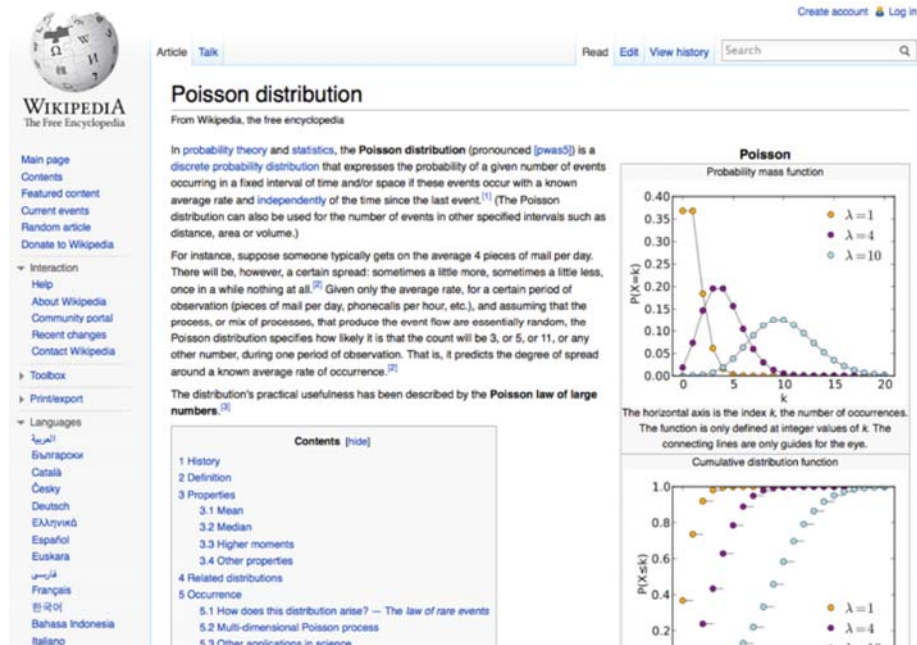 Create account Log in
WIKIPEDIA
The Free Encyclopedia
Article Talk Read Edit View history Search
Main page
Contents
Featured content
Current events
Random article
Donate to Wikipedia
Interaction
Help
About Wikipedia
Community portal
Recent changes
Contact Wikipedia
Toolbox
Print/export
Languages
العربية
Български
Català
Česky
Deutsch
Ελληνικά
Español
Euskara
فارسی
Français
한국어
Bahasa Indonesia
Italiano
Poisson distribution
From Wikipedia, the free encyclopedia
In probability theory and statistics, the Poisson distribution (pronounced [pwas5]) is a
discrete probability distribution that expresses the probability of a given number of events
occurring in a fixed interval of time and/or space if these events occur with a known
average rate and independently of the time since the last event.[1] (The Poisson
distribution can also be used for the number of events in other specified intervals such as
distance, area or volume.)
For instance, suppose someone typically gets on the average 4 pieces of mail per day.
There will be, however, a certain spread: sometimes a little more, sometimes a little less,
once in a while nothing at all.[2] Given only the average rate, for a certain period of
observation (pieces of mail per day, phonecalls per hour, etc.), and assuming that the
process, or mix of processes, that produce the event flow are essentially random, the
Poisson distribution specifies how likely it is that the count will be 3, or 5, or 11, or any
other number, during one period of observation. That is, it predicts the degree of spread
around a known average rate of occurrence.[2]
The distribution's practical usefulness has been described by the Poisson law of large
numbers.[3]
Contents [hide]
1 History
2 Definition
3 Properties
3.1 Mean
3.2 Median
3.3 Higher moments
3.4 Other properties
4 Related distributions
5 Occurrence
5.1 How does this distribution arise? — The law of rare events
5.2 Multi-dimensional Poisson process
5.3 Other applications in science
Poisson
Probability mass function
0.40
0.35
0.30
0.25
0.20
0.15
0.10
0.05
0.00
P(X=k)
λ=1
λ=4
λ=10
0 5 10 15 20
k
The horizontal axis is the index k, the number of occurrences.
The function is only defined at integer values of k. The
connecting lines are only guides for the eye.
Cumulative distribution function
1.0
0.8
0.6
0.4
0.2
P(X≤k)
λ=1
λ=4